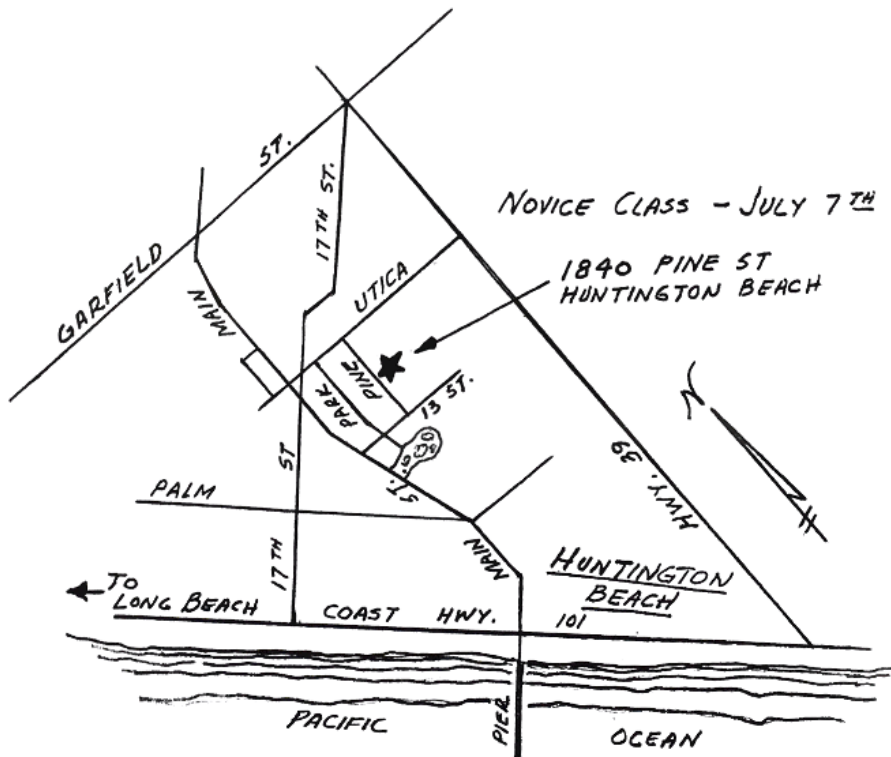 GARFIELD ST.
17TH ST.
NOVICE CLASS - JULY 7TH
1840 PINE ST
HUNTINGTON BEACH
UTICA
MAIN
PINE
PARK
13 ST.
N
HWY. 39
ST.
17TH ST
PALM
MAIN
HUNTINGTON
BEACH
TO
LONG BEACH
COAST HWY. 101
PACIFIC
PIER
OCEAN